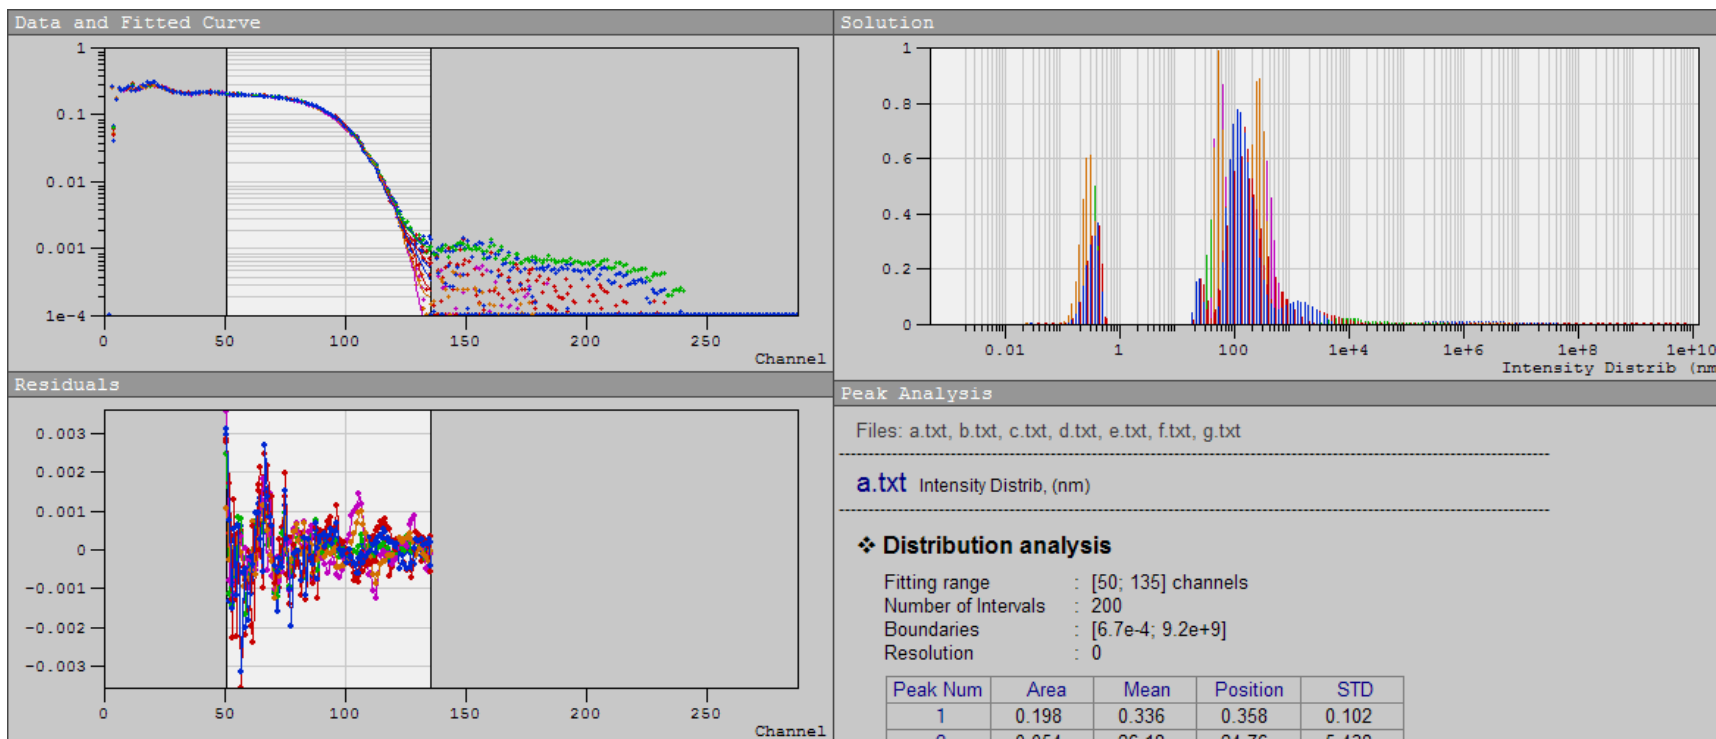 Data and Fitted Curve
1
0.1
0.01
0.001
1e-4
0 50 100 150 200 250
Channel
Residuals
0.003
0.002
0.001
0
-0.001
-0.002
-0.003
0 50 100 150 200 250
Channel
Solution
1
0.8
0.6
0.4
0.2
0
0.01 1 100 1e+4 1e+6 1e+8 1e+10
Intensity Distrib (nm
Peak Analysis
Files: a.txt, b.txt, c.txt, d.txt, e.txt, f.txt, g.txt
a.txt Intensity Distrib, (nm)
❖ Distribution analysis
Fitting range : [50; 135] channels
Number of Intervals : 200
Boundaries : [6.7e-4; 9.2e+9]
Resolution : 0
Peak Num Area Mean Position STD
1 0.198 0.336 0.358 0.102